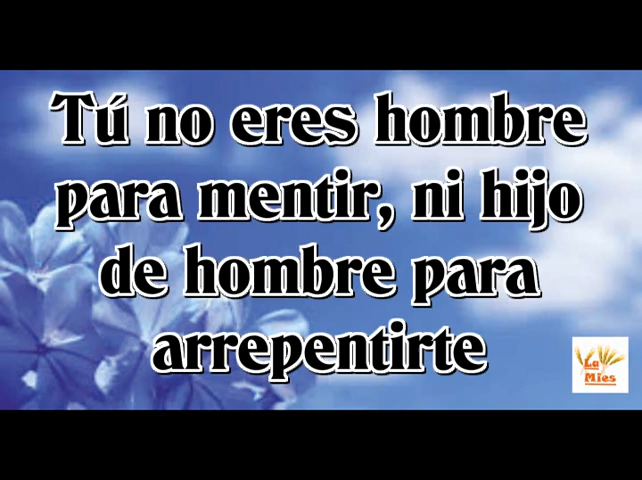 Tú no eres hombre
para mentir, ni hijo
de hombre para
arrepentirte
La
Mies